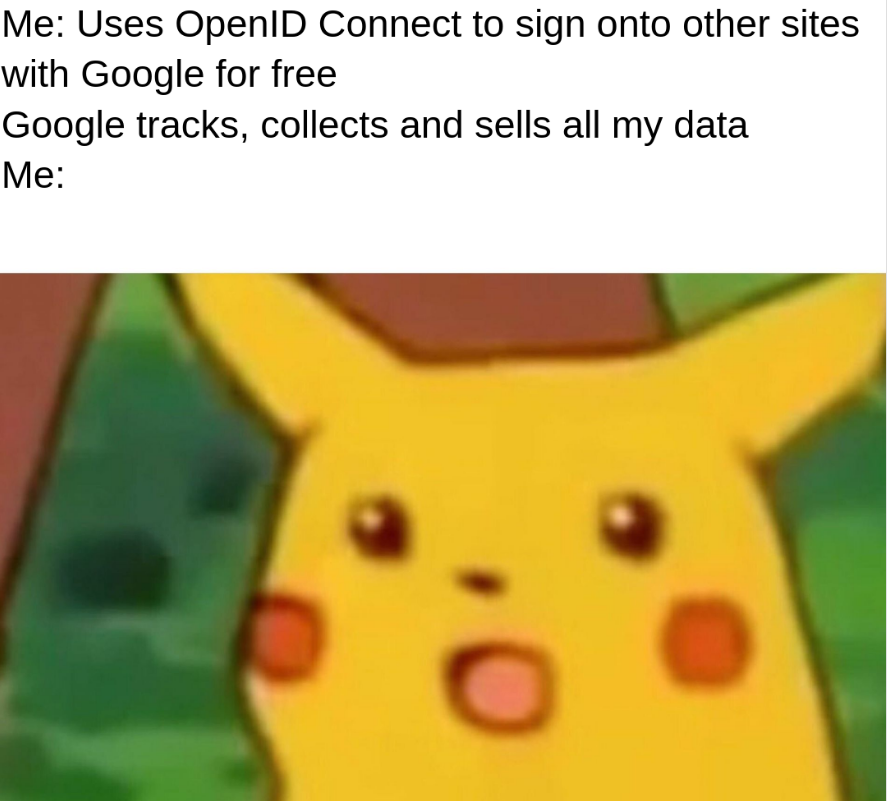 Me: Uses OpenID Connect to sign onto other sites
with Google for free
Google tracks, collects and sells all my data
Me: